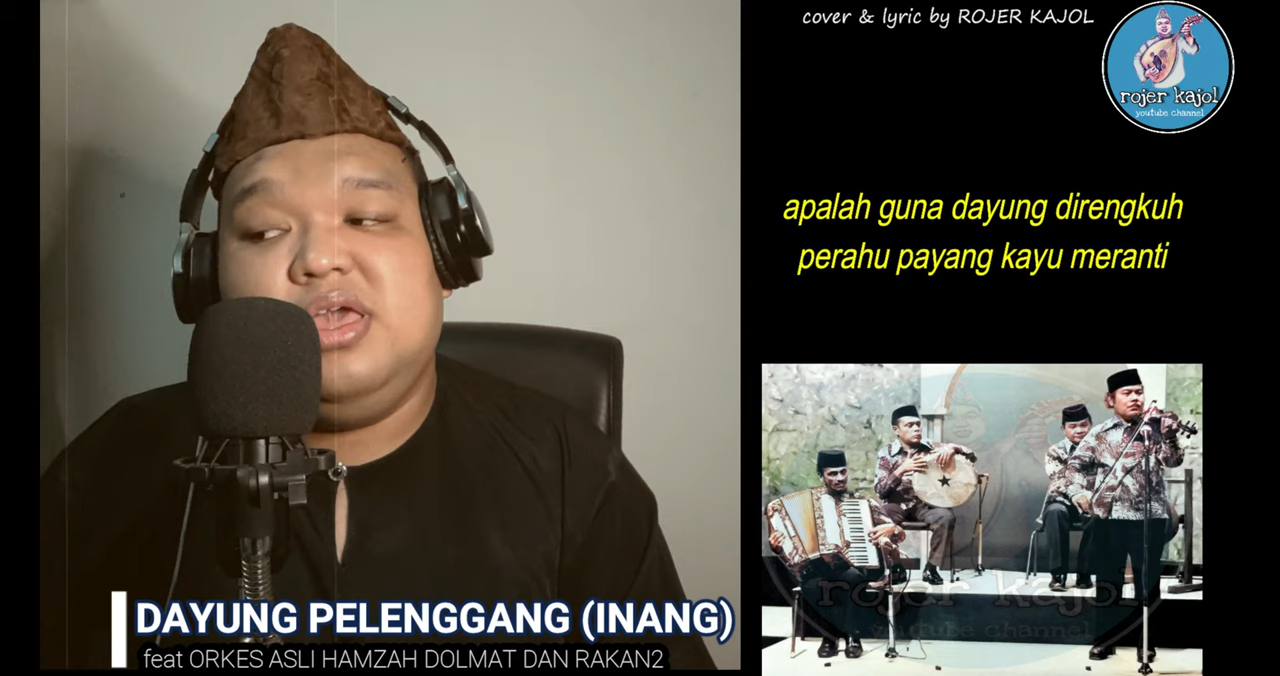 cover & lyric by ROJER KAJOL
rojer kajol
youtube channel
apalah guna dayung direngkuh
perahu payang kayu meranti
rojer kajol
youtube channel
DAYUNG PELENGGANG (INANG)
feat ORKES ASLI HAMZAH DOLMAT DAN RAKAN2